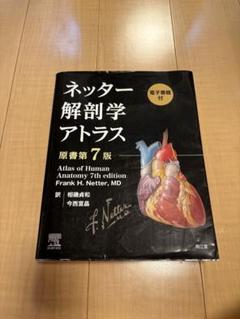 ネッター
解剖学
アトラス
電子書籍
付
原書第7版
Atlas of Human
Anatomy 7th edition
Frank H. Netter, MD
訳 相磯貞和
今西宣晶
ELSEVIER
南江堂